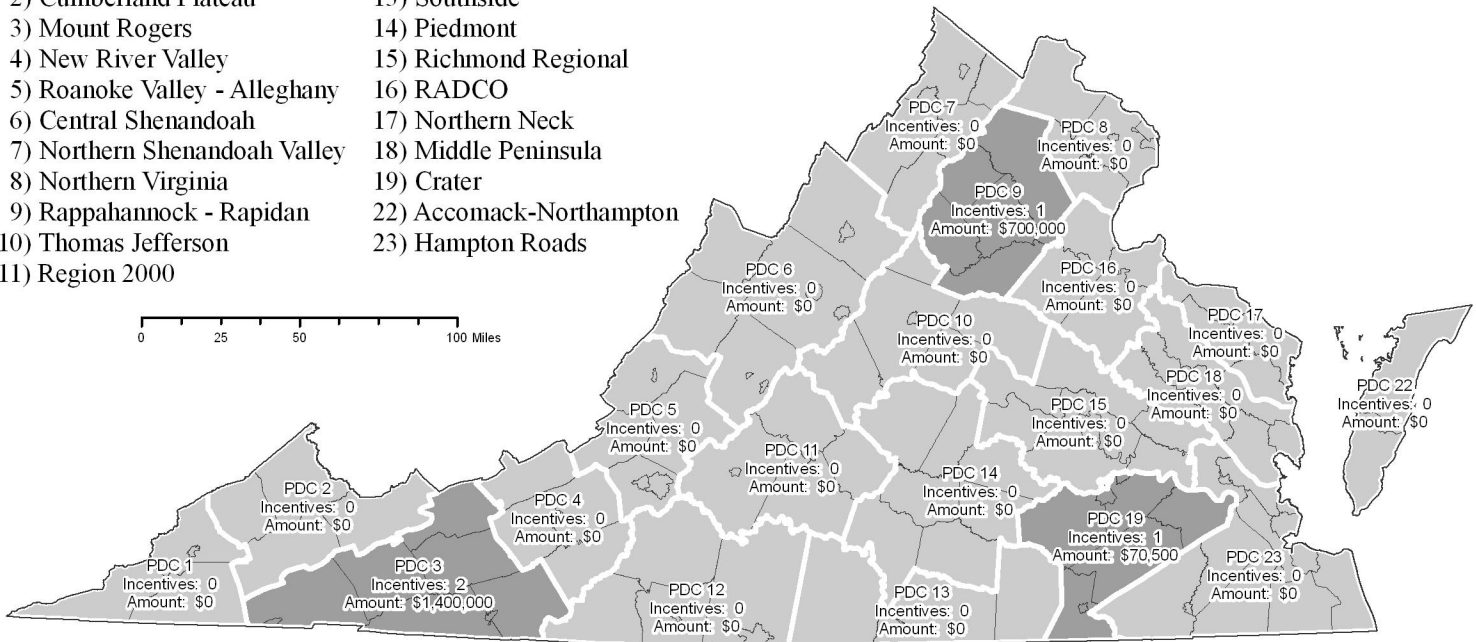 2) Cumberland Plateau
3) Mount Rogers
4) New River Valley
5) Roanoke Valley - Alleghany
6) Central Shenandoah
7) Northern Shenandoah Valley
8) Northern Virginia
9) Rappahannock - Rapidan
10) Thomas Jefferson
11) Region 2000
13) Southside
14) Piedmont
15) Richmond Regional
16) RADCO
17) Northern Neck
18) Middle Peninsula
19) Crater
22) Accomack-Northampton
23) Hampton Roads
0 25 50 100 Miles
PDC 7
Incentives: 0
Amount: $0
PDC 8
Incentives: 0
Amount: $0
PDC 9
Incentives: 1
Amount: $700,000
PDC 6
Incentives: 0
Amount: $0
PDC 16
Incentives: 0
Amount: $0
PDC 10
Incentives: 0
Amount: $0
PDC 17
Incentives: 0
Amount: $0
PDC 18
Incentives: 0
Amount: $0
PDC 22
Incentives: 0
Amount: $0
PDC 5
Incentives: 0
Amount: $0
PDC 15
Incentives: 0
Amount: $0
PDC 11
Incentives: 0
Amount: $0
PDC 14
Incentives: 0
Amount: $0
PDC 2
Incentives: 0
Amount: $0
PDC 4
Incentives: 0
Amount: $0
PDC 19
Incentives: 1
Amount: $70,500
PDC 1
Incentives: 0
Amount: $0
PDC 3
Incentives: 2
Amount: $1,400,000
PDC 12
Incentives: 0
Amount: $0
PDC 13
Incentives: 0
Amount: $0
PDC 23
Incentives: 0
Amount: $0